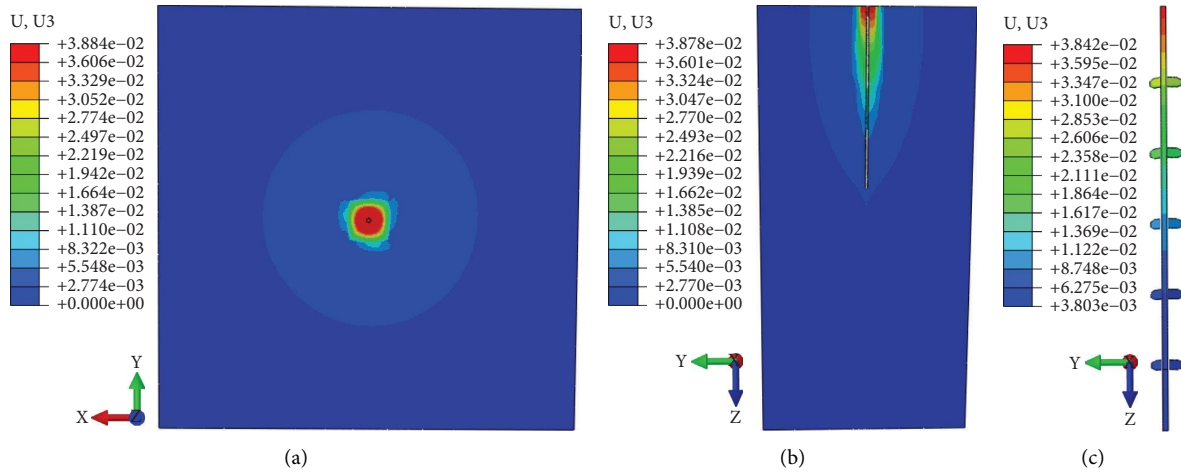 U, U3
+3.884e−02
+3.606e−02
+3.329e−02
+3.052e−02
+2.774e−02
+2.497e−02
+2.219e−02
+1.942e−02
+1.664e−02
+1.387e−02
+1.110e−02
+8.322e−03
+5.548e−03
+2.774e−03
+0.000e+00
Y
X
Z
(a)
U, U3
+3.878e−02
+3.601e−02
+3.324e−02
+3.047e−02
+2.770e−02
+2.493e−02
+2.216e−02
+1.939e−02
+1.662e−02
+1.385e−02
+1.108e−02
+8.310e−03
+5.540e−03
+2.770e−03
+0.000e+00
Y
X
Z
(b)
U, U3
+3.842e−02
+3.595e−02
+3.347e−02
+3.100e−02
+2.853e−02
+2.606e−02
+2.358e−02
+2.111e−02
+1.864e−02
+1.617e−02
+1.369e−02
+1.122e−02
+8.748e−03
+6.275e−03
+3.803e−03
Y
X
Z
(c)